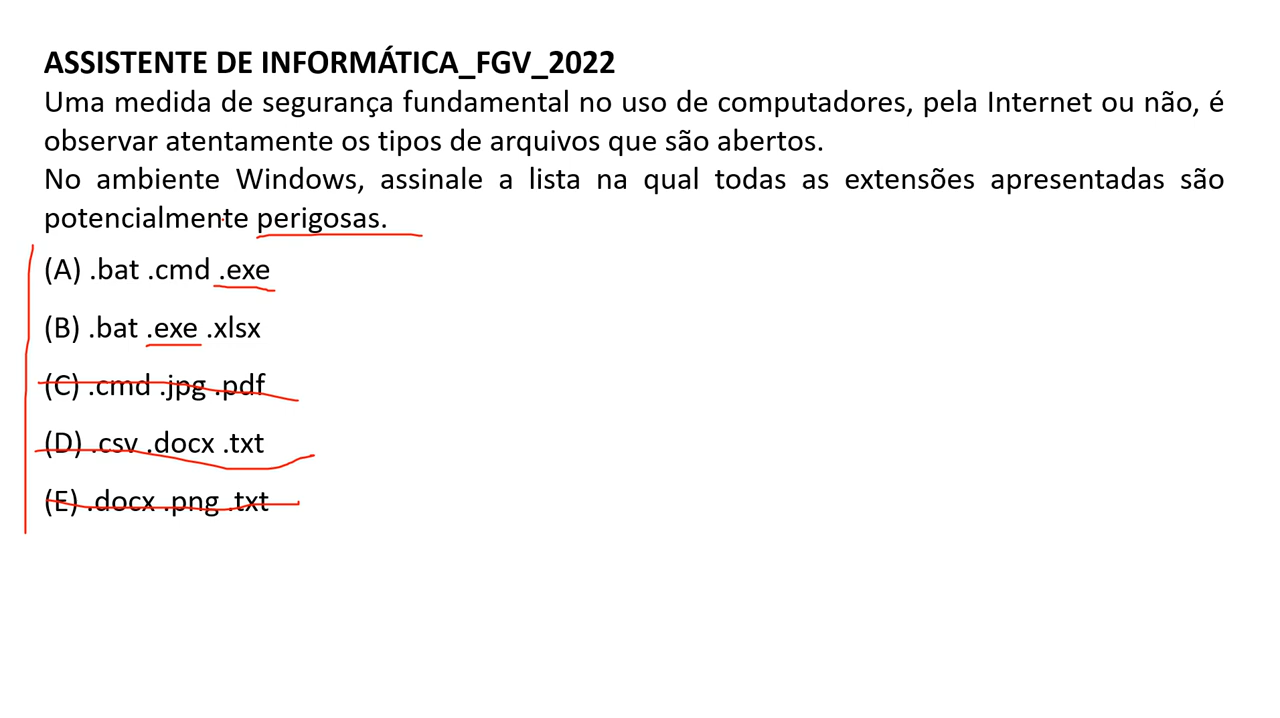 ASSISTENTE DE INFORMÁTICA_FGV_2022
Uma medida de segurança fundamental no uso de computadores, pela Internet ou não, é
observar atentamente os tipos de arquivos que são abertos.
No ambiente Windows, assinale a lista na qual todas as extensões apresentadas são
potencialmente perigosas.
(A) .bat .cmd .exe
(B) .bat .exe .xlsx
(C) .cmd .jpg .pdf
(D) .csv .docx .txt
(E) .docx .png .txt